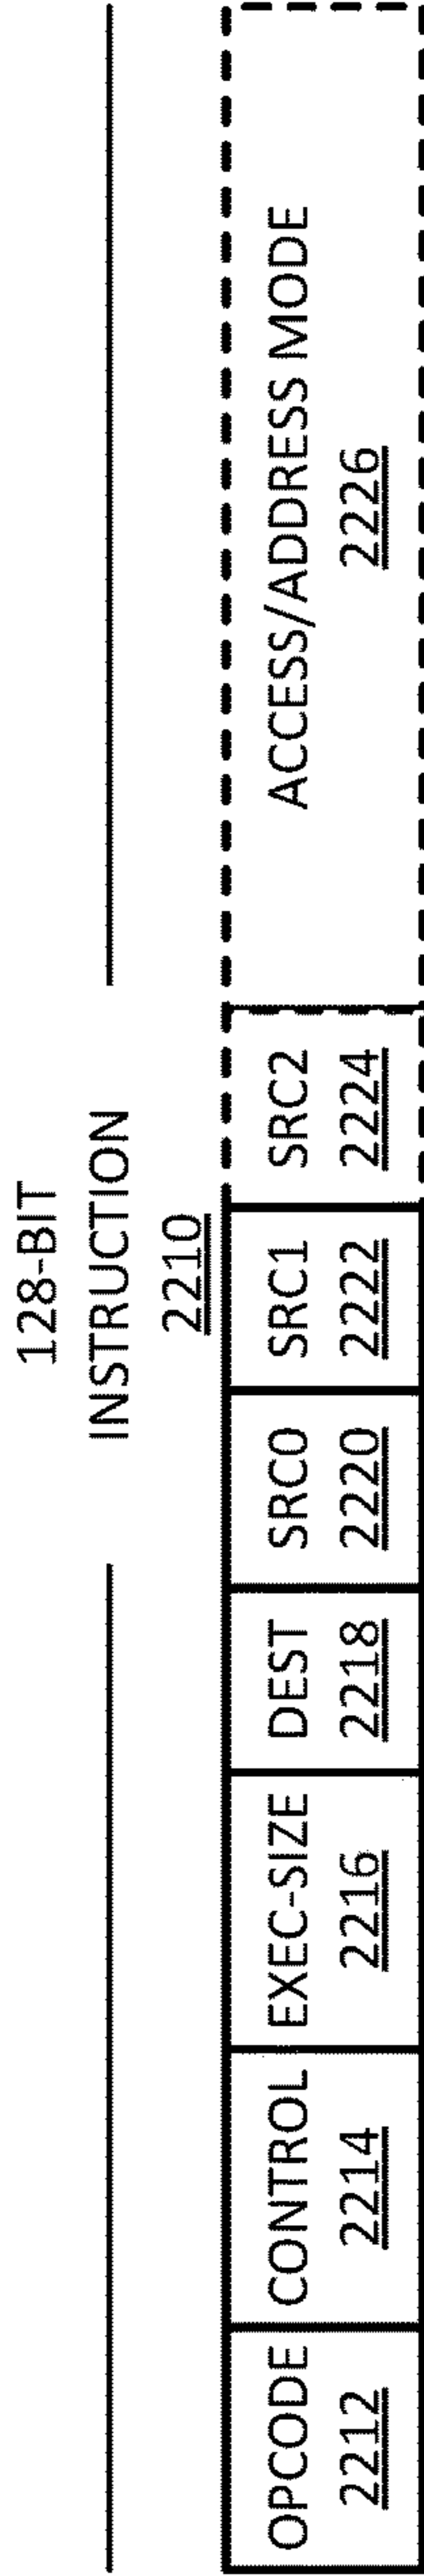 128-BIT
INSTRUCTION
2210
OPCODE
2212
CONTROL
2214
EXEC-SIZE
2216
DEST
2218
SRC0
2220
SRC1
2222
SRC2
2224
ACCESS/ADDRESS MODE
2226